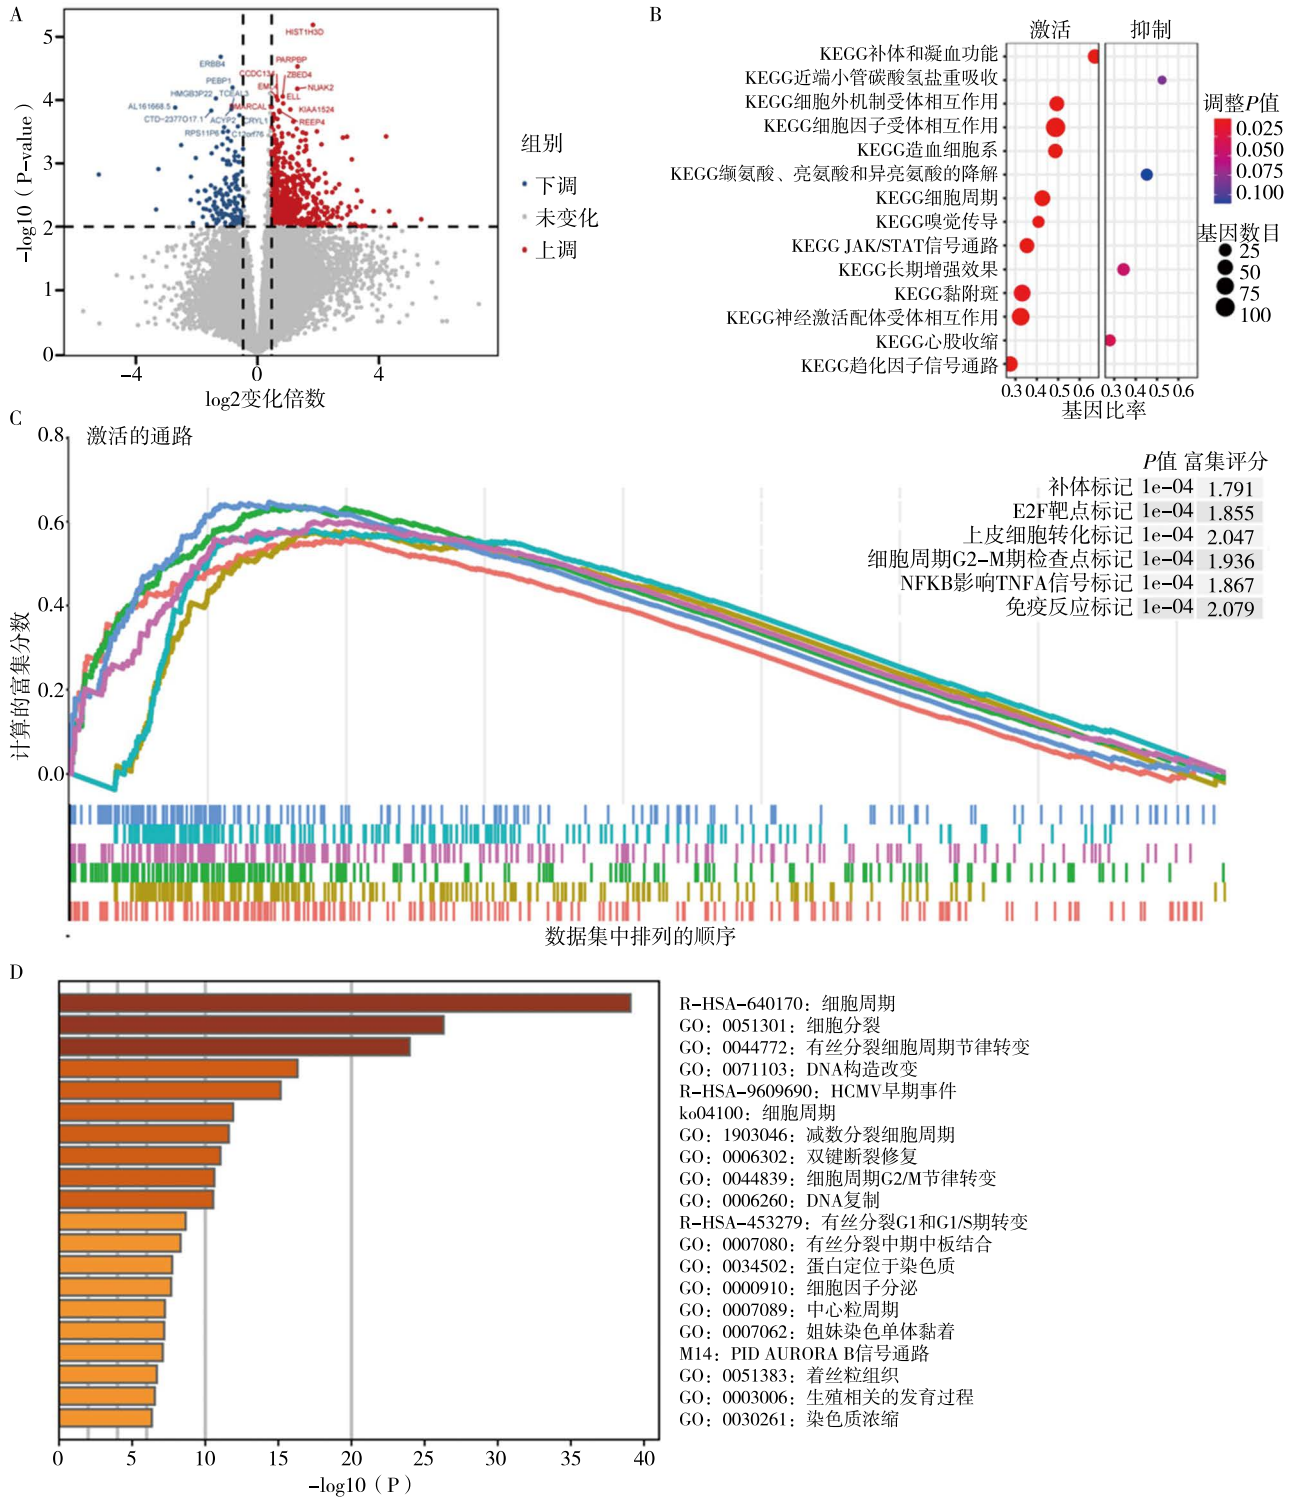 A
5
4
3
2
1
0
-log10（P-value）
-4
0
4
log2变化倍数
HIST1H3D
ERBB4
PARPBP
CCDC134
ZBED4
PEBP1
EML4
NUAK2
HMGB3P22
TCEAL3
ELL
AL161668.5
SMARCAL1
KIAA1524
CTD-2377O17.1
ACYP2
CRYL1
REEP4
RPS11P6
C17orf76
组别
下调
未变化
上调
B
激活
抑制
KEGG补体和凝血功能
KEGG近端小管碳酸氢盐重吸收
KEGG细胞外机制受体相互作用
KEGG细胞因子受体相互作用
KEGG造血细胞系
KEGG缬氨酸、亮氨酸和异亮氨酸的降解
KEGG细胞周期
KEGG嗅觉传导
KEGG JAK/STAT信号通路
KEGG长期增强效果
KEGG黏附斑
KEGG神经激活配体受体相互作用
KEGG心股收缩
KEGG趋化因子信号通路
0.3 0.4 0.5 0.6
0.3 0.4 0.5 0.6
基因比率
调整P值
0.025
0.050
0.075
0.100
基因数目
25
50
75
100
C
激活的通路
0.8
0.6
0.4
0.2
0.0
计算的富集分数
P值 富集评分
补体标记 1e-04 1.791
E2F靶点标记 1e-04 1.855
上皮细胞转化标记 1e-04 2.047
细胞周期G2-M期检查点标记 1e-04 1.936
NFKB影响TNFA信号标记 1e-04 1.867
免疫反应标记 1e-04 2.079
数据集中排列的顺序
D
R-HSA-640170：细胞周期
GO：0051301：细胞分裂
GO：0044772：有丝分裂细胞周期节律转变
GO：0071103：DNA构造改变
R-HSA-9609690：HCMV早期事件
ko04100：细胞周期
GO：1903046：减数分裂细胞周期
GO：0006302：双键断裂修复
GO：0044839：细胞周期G2/M节律转变
GO：0006260：DNA复制
R-HSA-453279：有丝分裂G1和G1/S期转变
GO：0007080：有丝分裂中期中板结合
GO：0034502：蛋白定位于染色质
GO：0000910：细胞因子分泌
GO：0007089：中心粒周期
GO：0007062：姐妹染色单体黏着
M14：PID AURORA B信号通路
GO：0051383：着丝粒组织
GO：0003006：生殖相关的发育过程
GO：0030261：染色质浓缩
0
5
10
15
20
25
30
35
40
-log10（P）